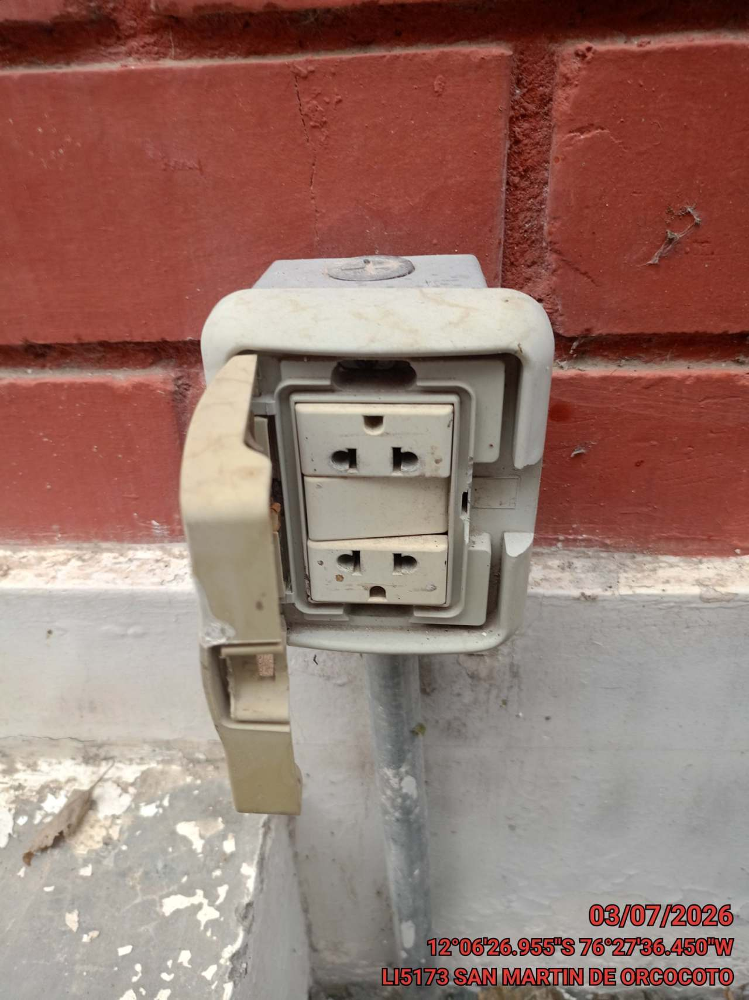 03/07/2026
12°06'26.955"S 76°27'36.450"W
LI5173 SAN MARTIN DE ORCOCOTO